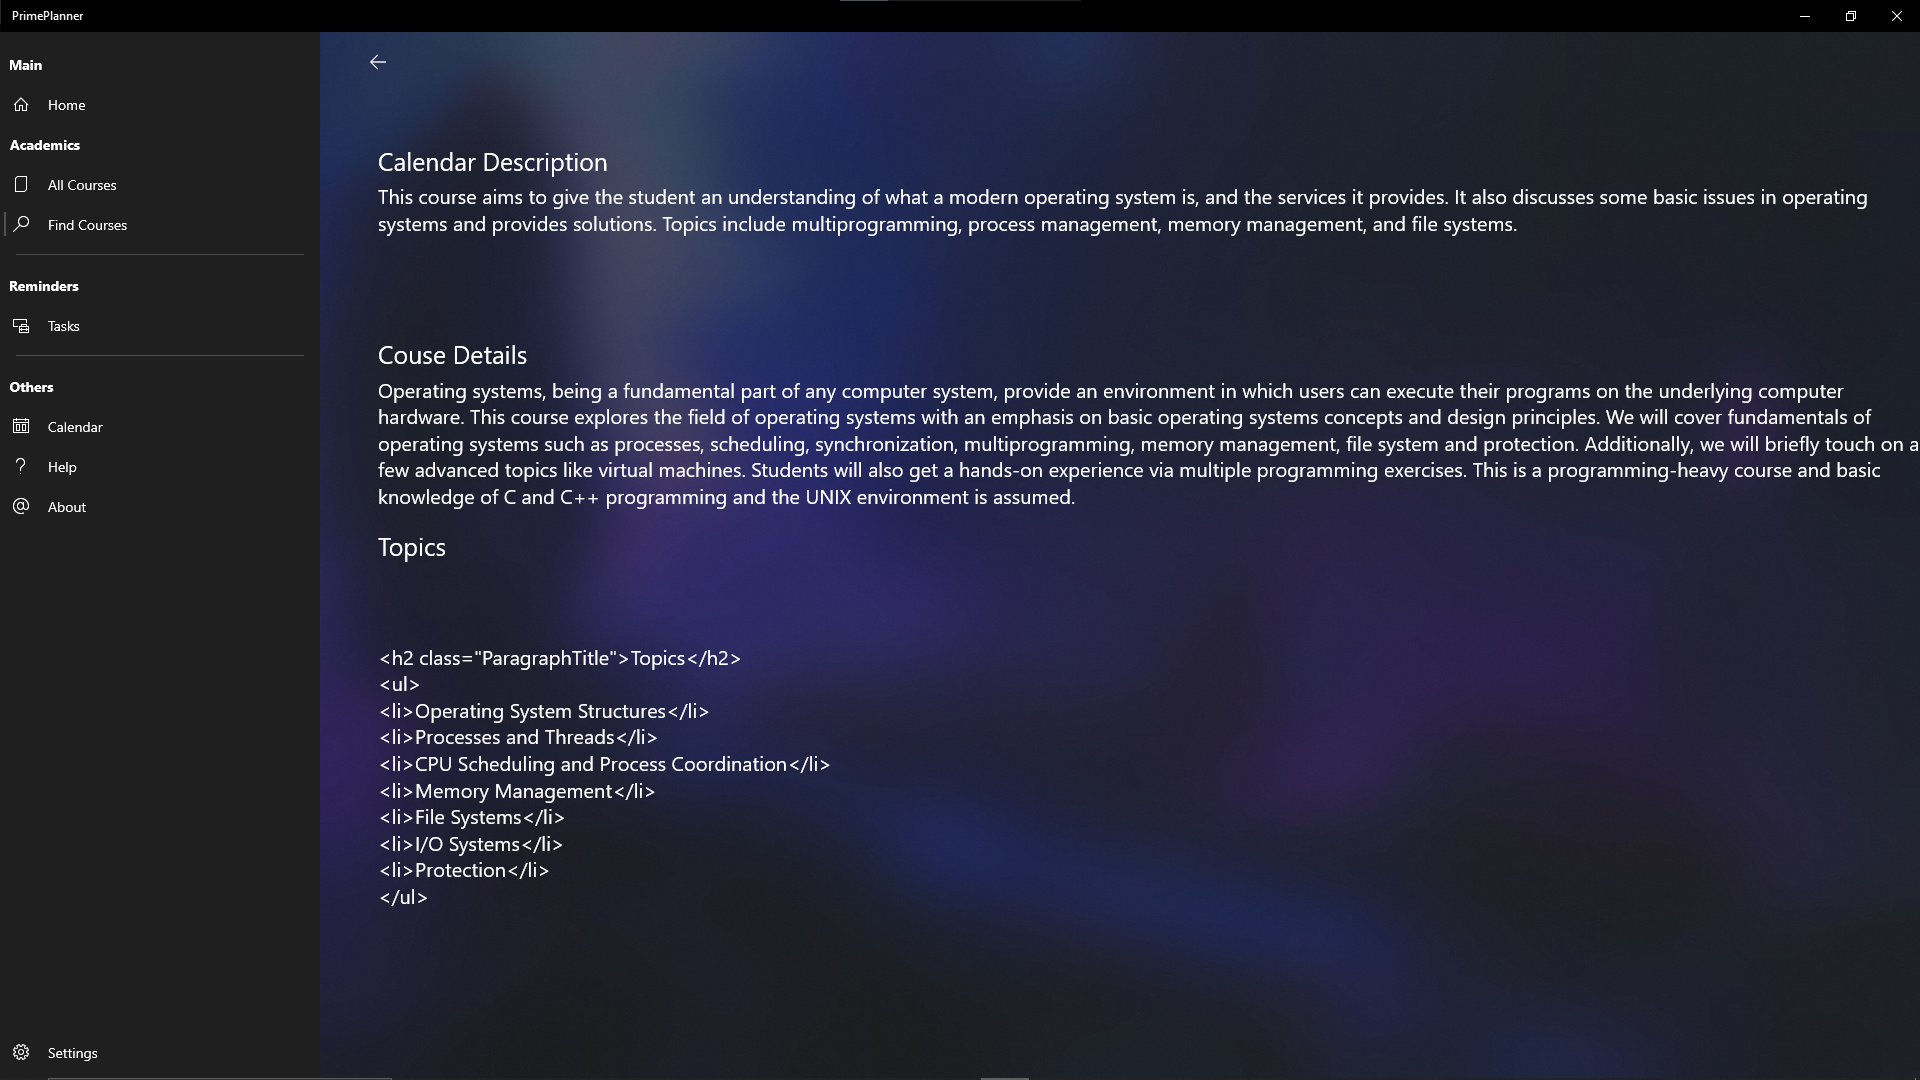 PrimePlanner
Main
Home
Academics
All Courses
Find Courses
Reminders
Tasks
Others
Calendar
Help
About
Settings
Calendar Description
This course aims to give the student an understanding of what a modern operating system is, and the services it provides. It also discusses some basic issues in operating
systems and provides solutions. Topics include multiprogramming, process management, memory management, and file systems.
Couse Details
Operating systems, being a fundamental part of any computer system, provide an environment in which users can execute their programs on the underlying computer
hardware. This course explores the field of operating systems with an emphasis on basic operating systems concepts and design principles. We will cover fundamentals of
operating systems such as processes, scheduling, synchronization, multiprogramming, memory management, file system and protection. Additionally, we will briefly touch on a
few advanced topics like virtual machines. Students will also get a hands-on experience via multiple programming exercises. This is a programming-heavy course and basic
knowledge of C and C++ programming and the UNIX environment is assumed.
Topics
<h2 class="ParagraphTitle">Topics</h2>
<ul>
<li>Operating System Structures</li>
<li>Processes and Threads</li>
<li>CPU Scheduling and Process Coordination</li>
<li>Memory Management</li>
<li>File Systems</li>
<li>I/O Systems</li>
<li>Protection</li>
</ul>